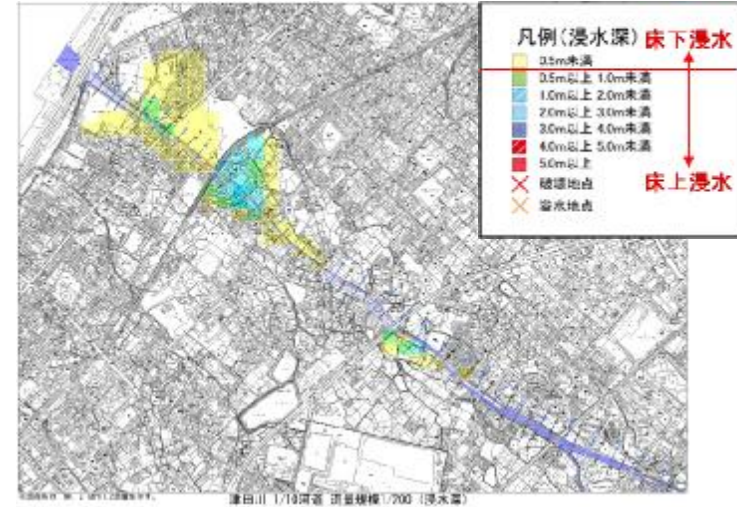 凡例(浸水深)
床下浸水
0.5m未満
0.5m以上 1.0m未満
1.0m以上 2.0m未満
2.0m以上 3.0m未満
3.0m以上 4.0m未満
4.0m以上 5.0m未満
5.0m以上
破堤地点
溢水地点
床上浸水
津田川 1/10河道 流量規模1/200 (浸水深)